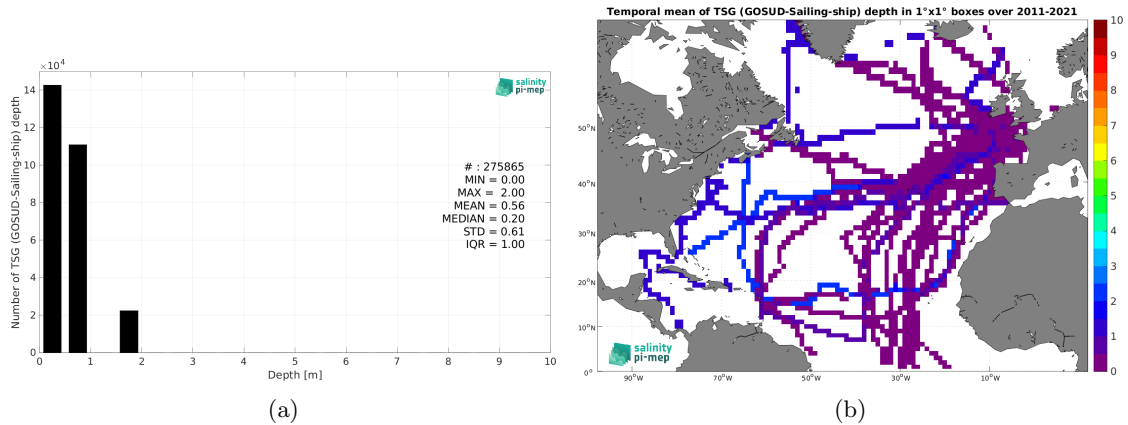 Temporal mean of TSG (GOSUD-Sailing-ship) depth in 1°x1° boxes over 2011-2021
×10⁴
14
12
10
8
6
4
2
0
Number of TSG (GOSUD-Sailing-ship) depth
0 1 2 3 4 5 6 7 8 9 10
Depth [m]
salinity
pi-mep
# : 275865
MIN = 0.00
MAX = 2.00
MEAN = 0.56
MEDIAN = 0.20
STD = 0.61
IQR = 1.00
(a)
50°N
40°N
30°N
20°N
10°N
0°
90°W 70°W 50°W 30°W 10°W
salinity
pi-mep
10
9
8
7
6
5
4
3
2
1
0
(b)